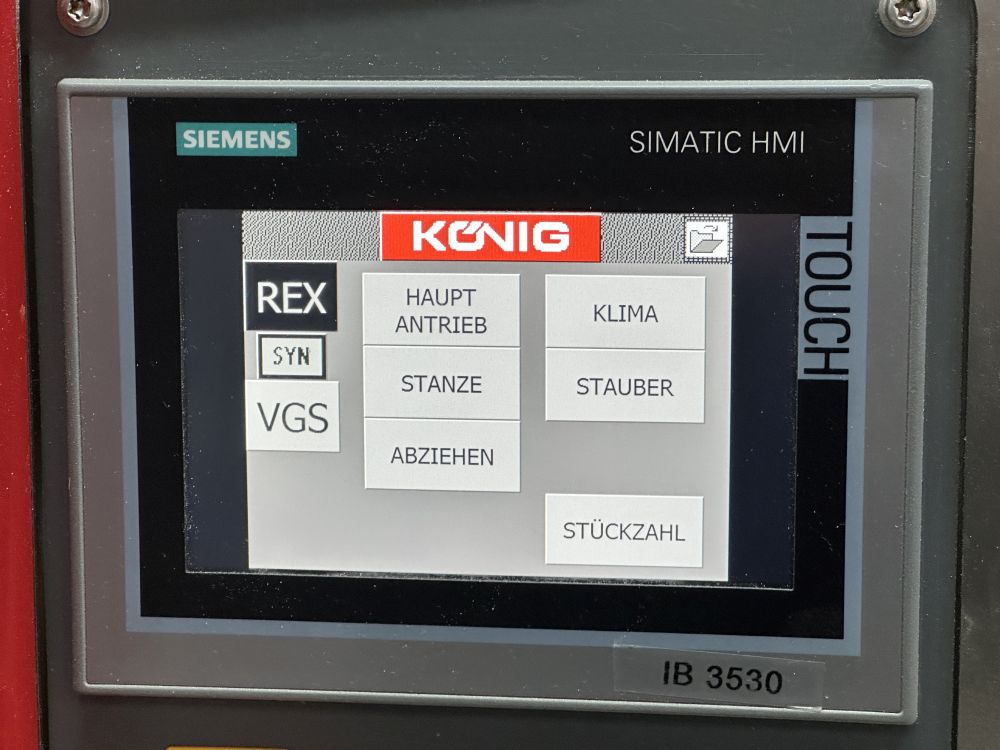 SIEMENS
SIMATIC HMI
TOUCH
KÖNIG
REX
SYN
VGS
HAUPT
ANTRIEB
STANZE
ABZIEHEN
KLIMA
STAUBER
STÜCKZAHL
IB 3530